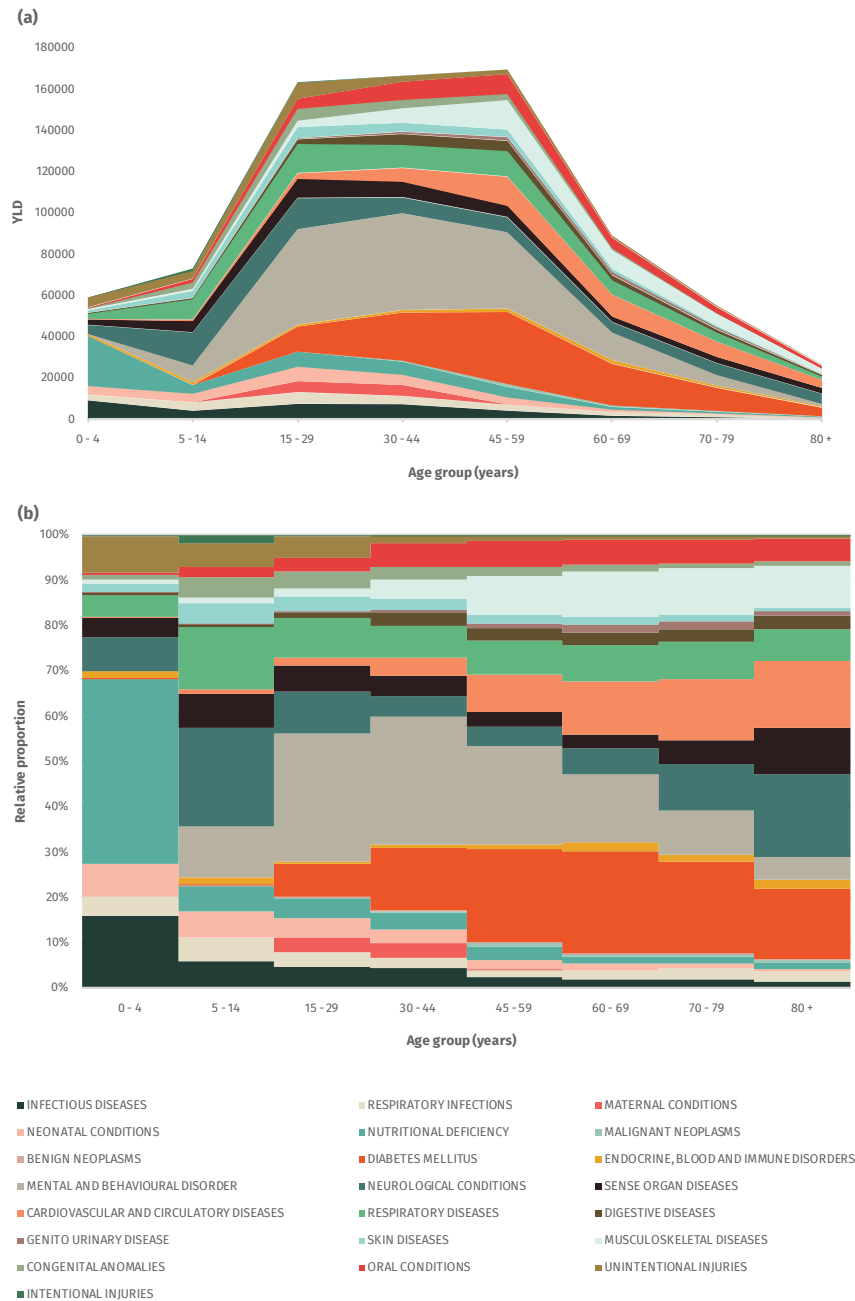 (a)
180000
160000
140000
120000
100000
80000
60000
40000
20000
0
YLD
0 - 4 5 - 14 15 - 29 30 - 44 45 - 59 60 - 69 70 - 79 80 +
Age group (years)
(b)
100%
90%
80%
70%
60%
50%
40%
30%
20%
10%
0%
Relative proportion
0 - 4 5 - 14 15 - 29 30 - 44 45 - 59 60 - 69 70 - 79 80 +
Age group (years)
INFECTIOUS DISEASES RESPIRATORY INFECTIONS MATERNAL CONDITIONS
NEONATAL CONDITIONS NUTRITIONAL DEFICIENCY MALIGNANT NEOPLASMS
BENIGN NEOPLASMS DIABETES MELLITUS ENDOCRINE, BLOOD AND IMMUNE DISORDERS
MENTAL AND BEHAVIOURAL DISORDER NEUROLOGICAL CONDITIONS SENSE ORGAN DISEASES
CARDIOVASCULAR AND CIRCULATORY DISEASES RESPIRATORY DISEASES DIGESTIVE DISEASES
GENITO URINARY DISEASE SKIN DISEASES MUSCULOSKELETAL DISEASES
CONGENITAL ANOMALIES ORAL CONDITIONS UNINTENTIONAL INJURIES
INTENTIONAL INJURIES